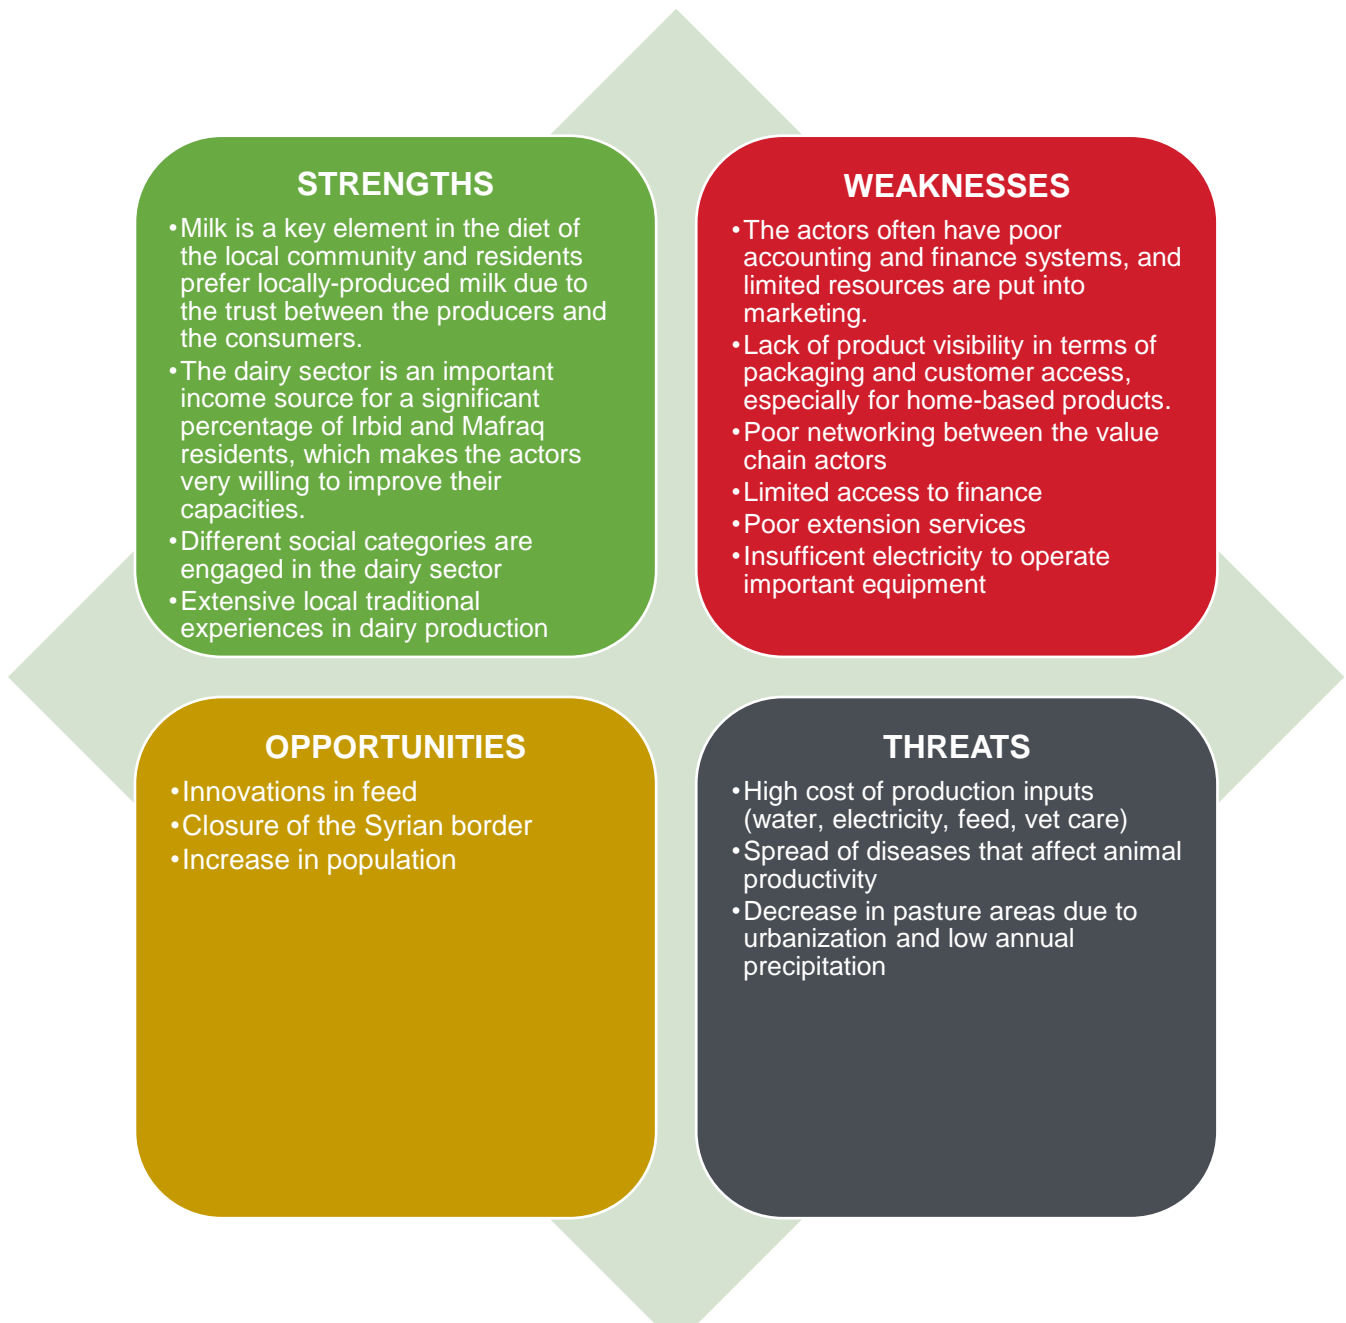 STRENGTHS
•Milk is a key element in the diet of
the local community and residents
prefer locally-produced milk due to
the trust between the producers and
the consumers.
•The dairy sector is an important
income source for a significant
percentage of Irbid and Mafraq
residents, which makes the actors
very willing to improve their
capacities.
•Different social categories are
engaged in the dairy sector
•Extensive local traditional
experiences in dairy production
WEAKNESSES
•The actors often have poor
accounting and finance systems, and
limited resources are put into
marketing.
•Lack of product visibility in terms of
packaging and customer access,
especially for home-based products.
•Poor networking between the value
chain actors
•Limited access to finance
•Poor extension services
•Insufficent electricity to operate
important equipment
OPPORTUNITIES
•Innovations in feed
•Closure of the Syrian border
•Increase in population
THREATS
•High cost of production inputs
(water, electricity, feed, vet care)
•Spread of diseases that affect animal
productivity
•Decrease in pasture areas due to
urbanization and low annual
precipitation